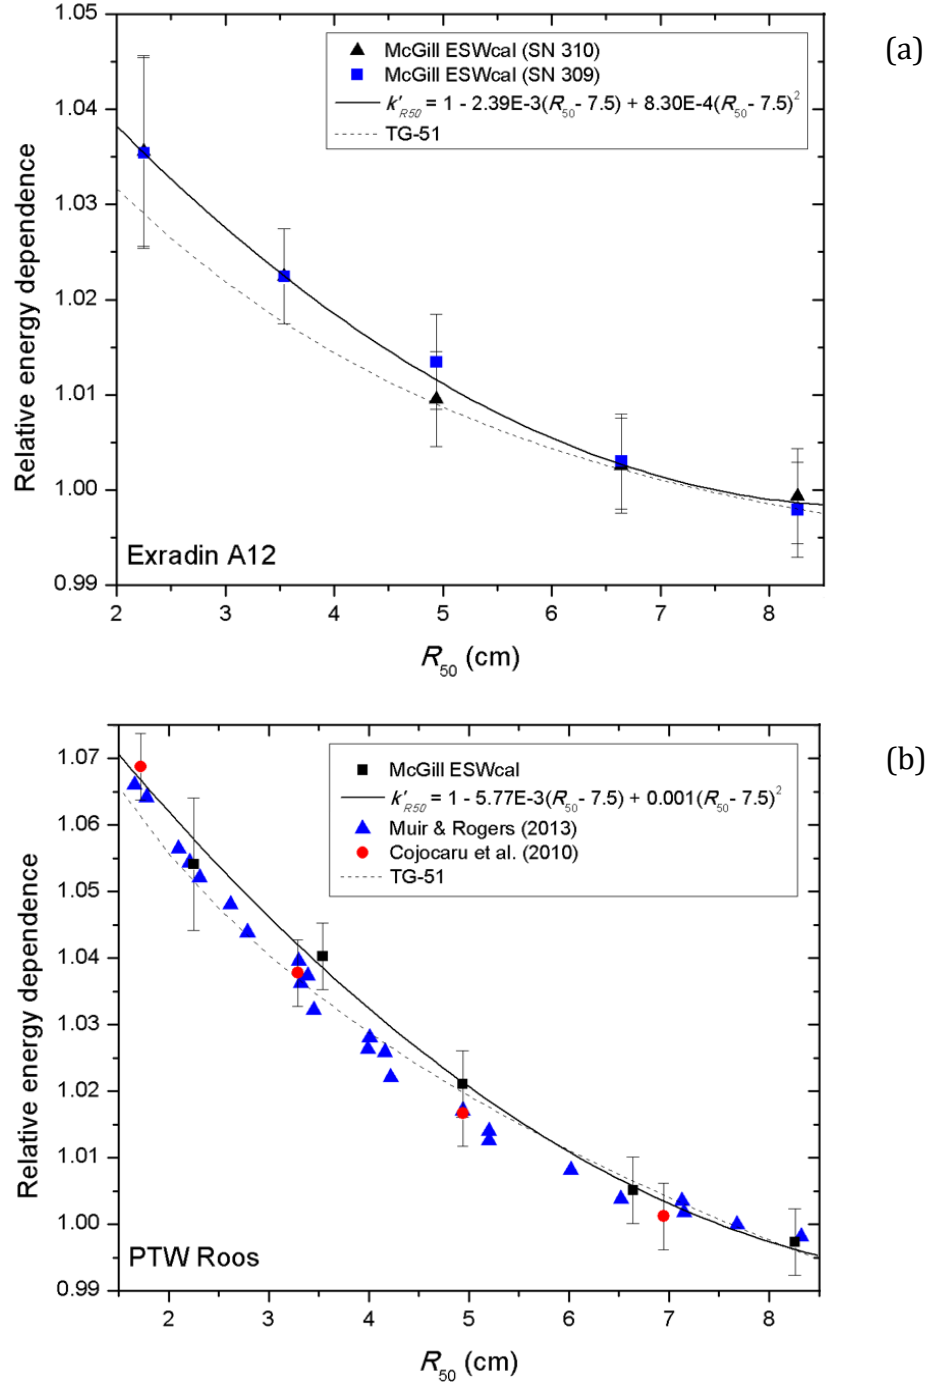 (a)
McGill ESWcal (SN 310)
McGill ESWcal (SN 309)
k'R50 = 1 - 2.39E-3(R50- 7.5) + 8.30E-4(R50- 7.5)2
TG-51
1.05
1.04
1.03
1.02
1.01
1.00
0.99
Relative energy dependence
Exradin A12
2 3 4 5 6 7 8
R50 (cm)
(b)
McGill ESWcal
k'R50 = 1 - 5.77E-3(R50- 7.5) + 0.001(R50- 7.5)2
Muir & Rogers (2013)
Cojocaru et al. (2010)
TG-51
1.07
1.06
1.05
1.04
1.03
1.02
1.01
1.00
0.99
Relative energy dependence
PTW Roos
2 3 4 5 6 7 8
R50 (cm)